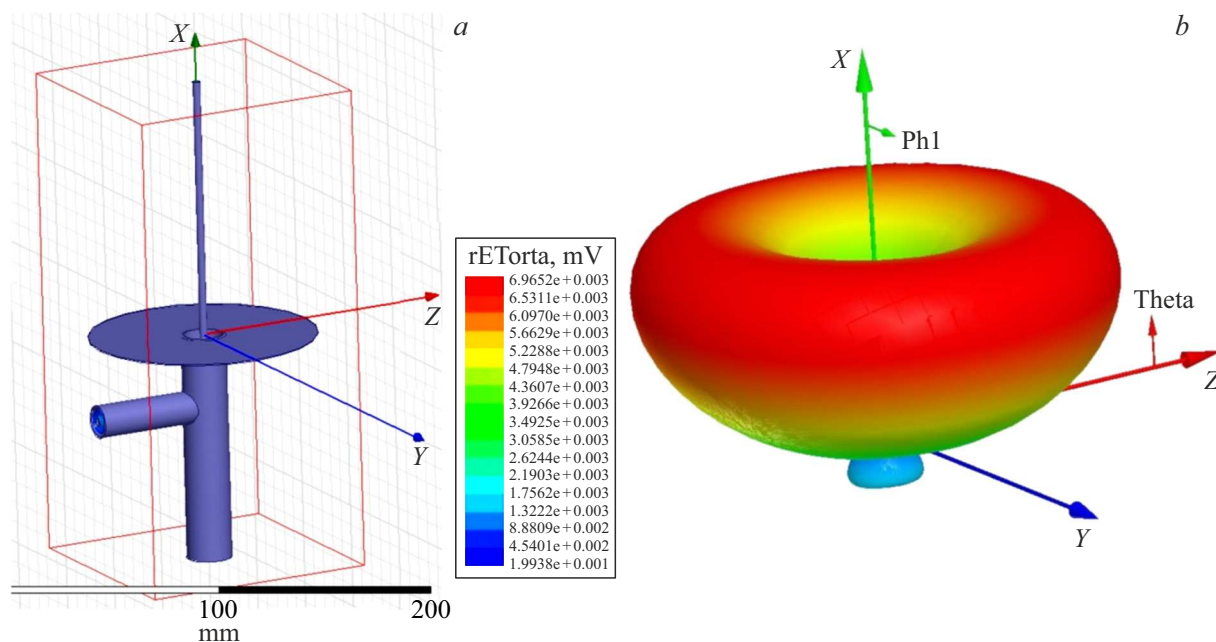 a
X
Z
Y
100
200
mm
rETorta, mV
6.9652e+0.003
6.5311e+0.003
6.0970e+0.003
5.6629e+0.003
5.2288e+0.003
4.7948e+0.003
4.3607e+0.003
3.9266e+0.003
3.4925e+0.003
3.0585e+0.003
2.6244e+0.003
2.1903e+0.003
1.7562e+0.003
1.3222e+0.003
8.8809e+0.002
4.5401e+0.002
1.9938e+0.001
b
X
Ph1
Theta
Z
Y